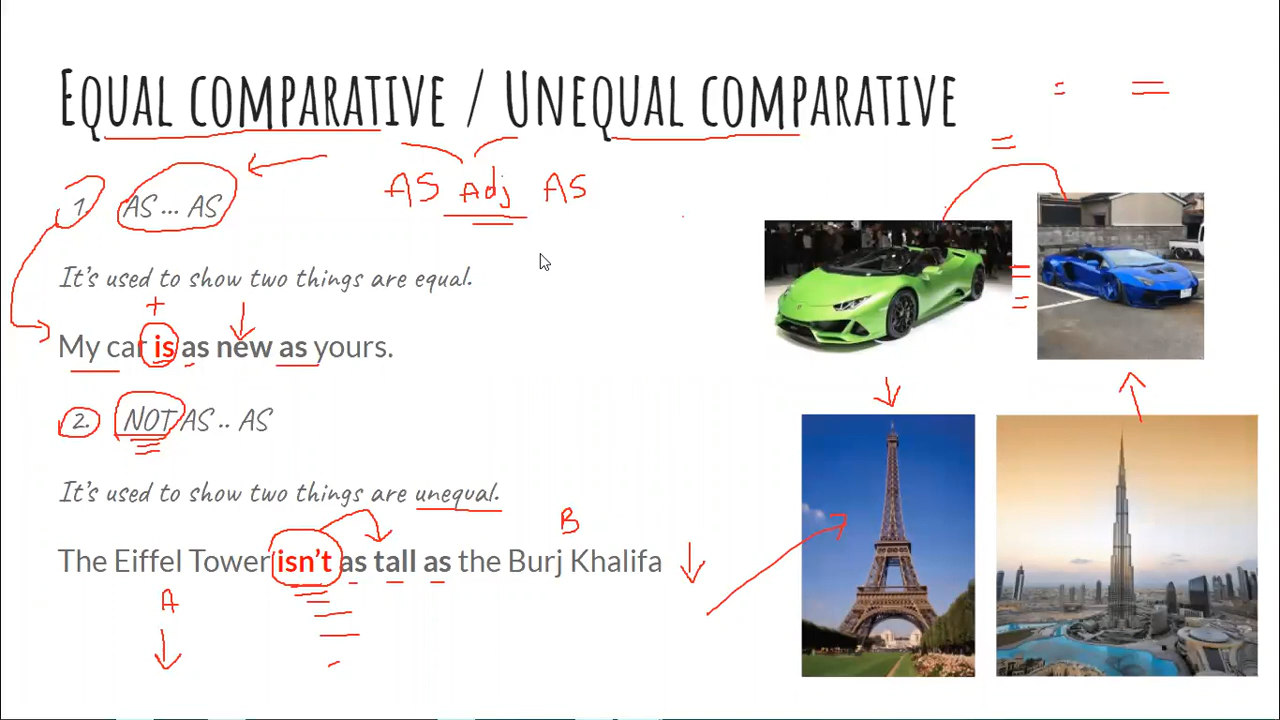 EQUAL COMPARATIVE / UNEQUAL COMPARATIVE
1. AS... AS
AS Adj AS
It's used to show two things are equal.
+
My car is as new as yours.
2. NOT AS .. AS
It's used to show two things are unequal.
B
The Eiffel Tower isn't as tall as the Burj Khalifa
A